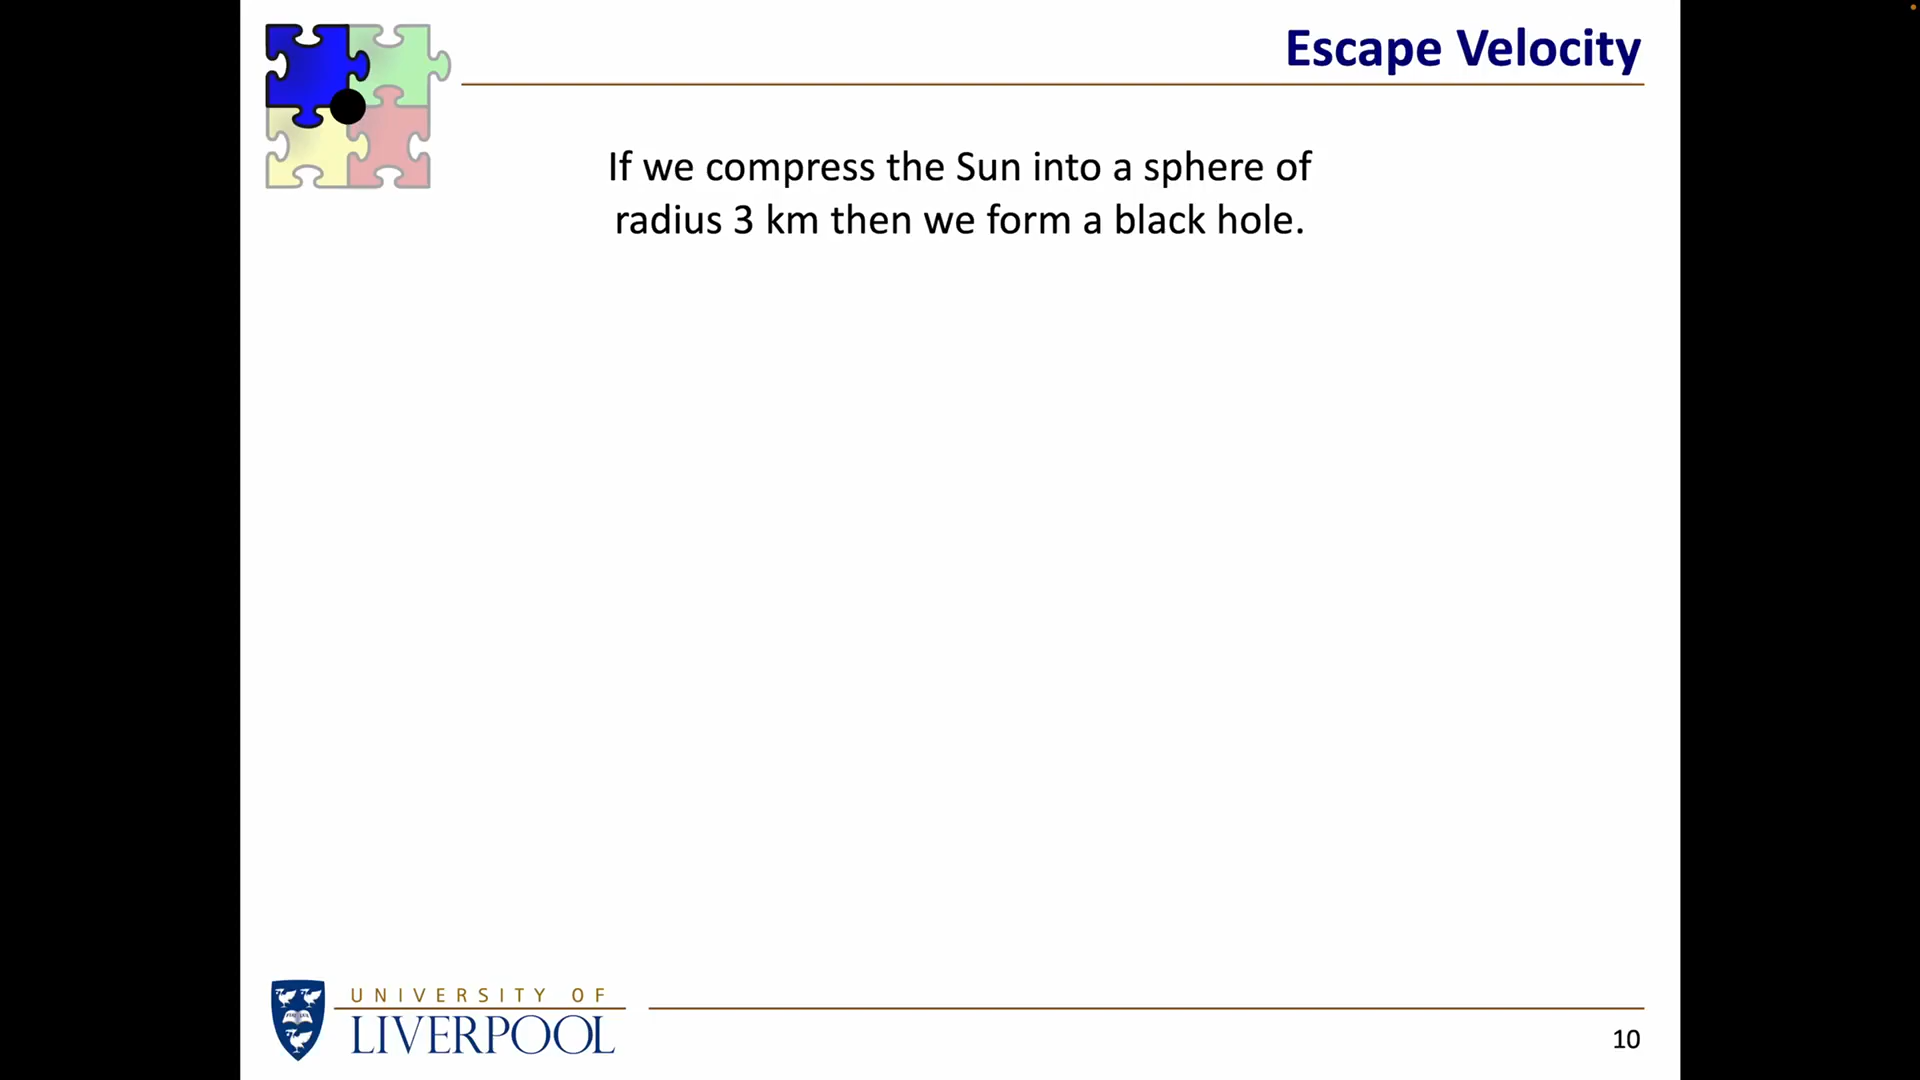 Escape Velocity
If we compress the Sun into a sphere of
radius 3 km then we form a black hole.
UNIVERSITY OF
LIVERPOOL
10